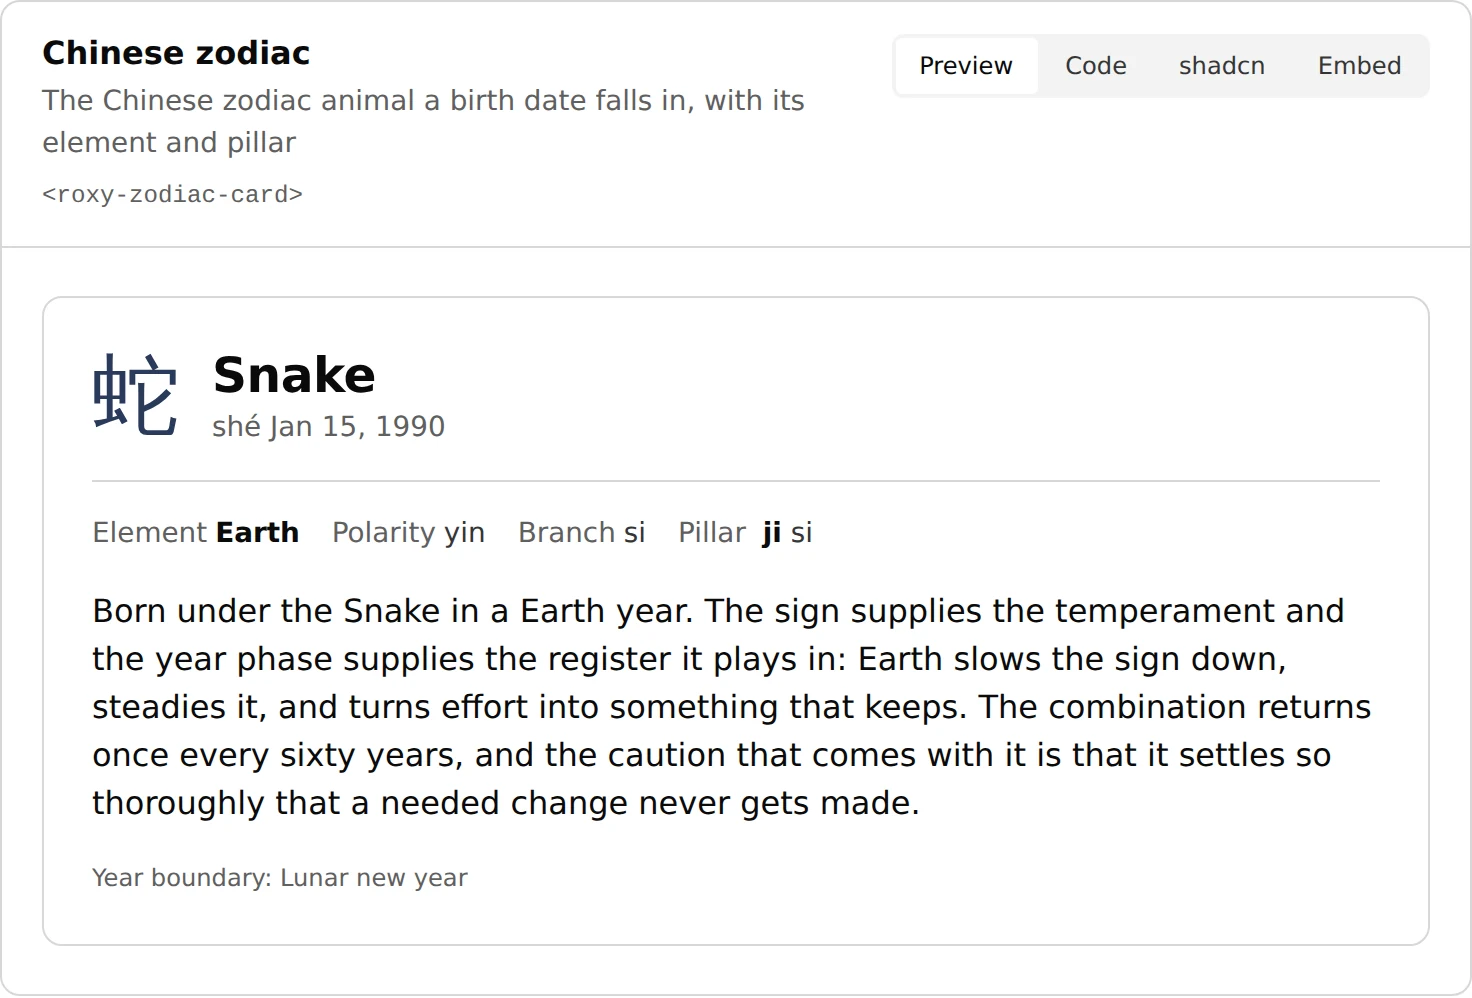 Chinese zodiac
Preview Code shadcn Embed
The Chinese zodiac animal a birth date falls in, with its
element and pillar
<roxy-zodiac-card>
蛇 Snake
shé Jan 15, 1990
Element Earth Polarity yin Branch si Pillar ji si
Born under the Snake in a Earth year. The sign supplies the temperament and
the year phase supplies the register it plays in: Earth slows the sign down,
steadies it, and turns effort into something that keeps. The combination returns
once every sixty years, and the caution that comes with it is that it settles so
thoroughly that a needed change never gets made.
Year boundary: Lunar new year